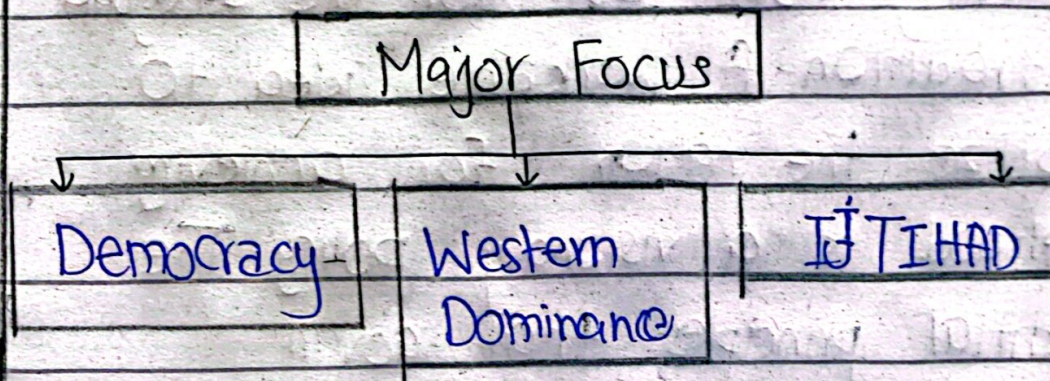 Major Focus
Democracy
Western
Dominance
IJTIHAD